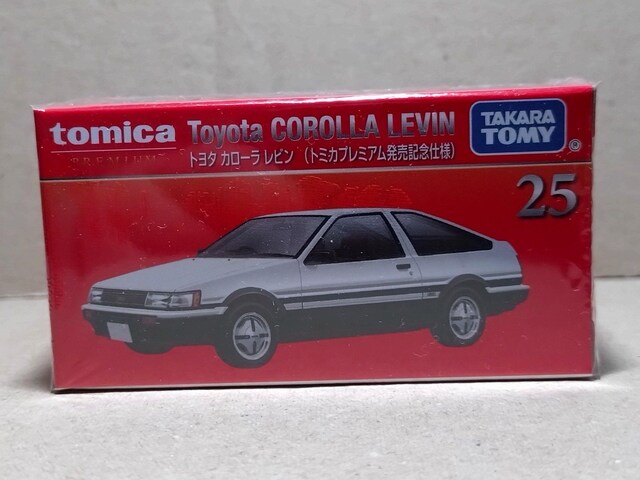 tomica Toyota COROLLA LEVIN
PREMIUM トヨタ カローラ レビン (トミカプレミアム発売記念仕様)
TAKARA
TOMY ®
25